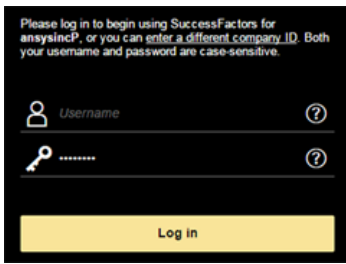 Please log in to begin using SuccessFactors for
ansysincP, or you can enter a different company ID. Both
your username and password are case-sensitive.
Username
?
········
?
Log in